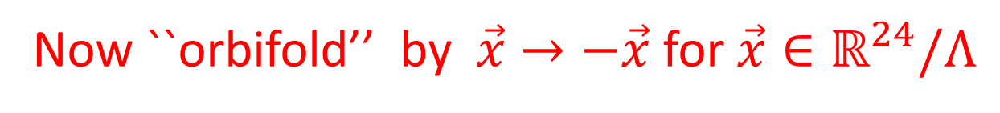 Now ``orbifold’’ by 𝑥⃗ → −𝑥⃗ for 𝑥⃗ ∈ ℝ²⁴/Λ